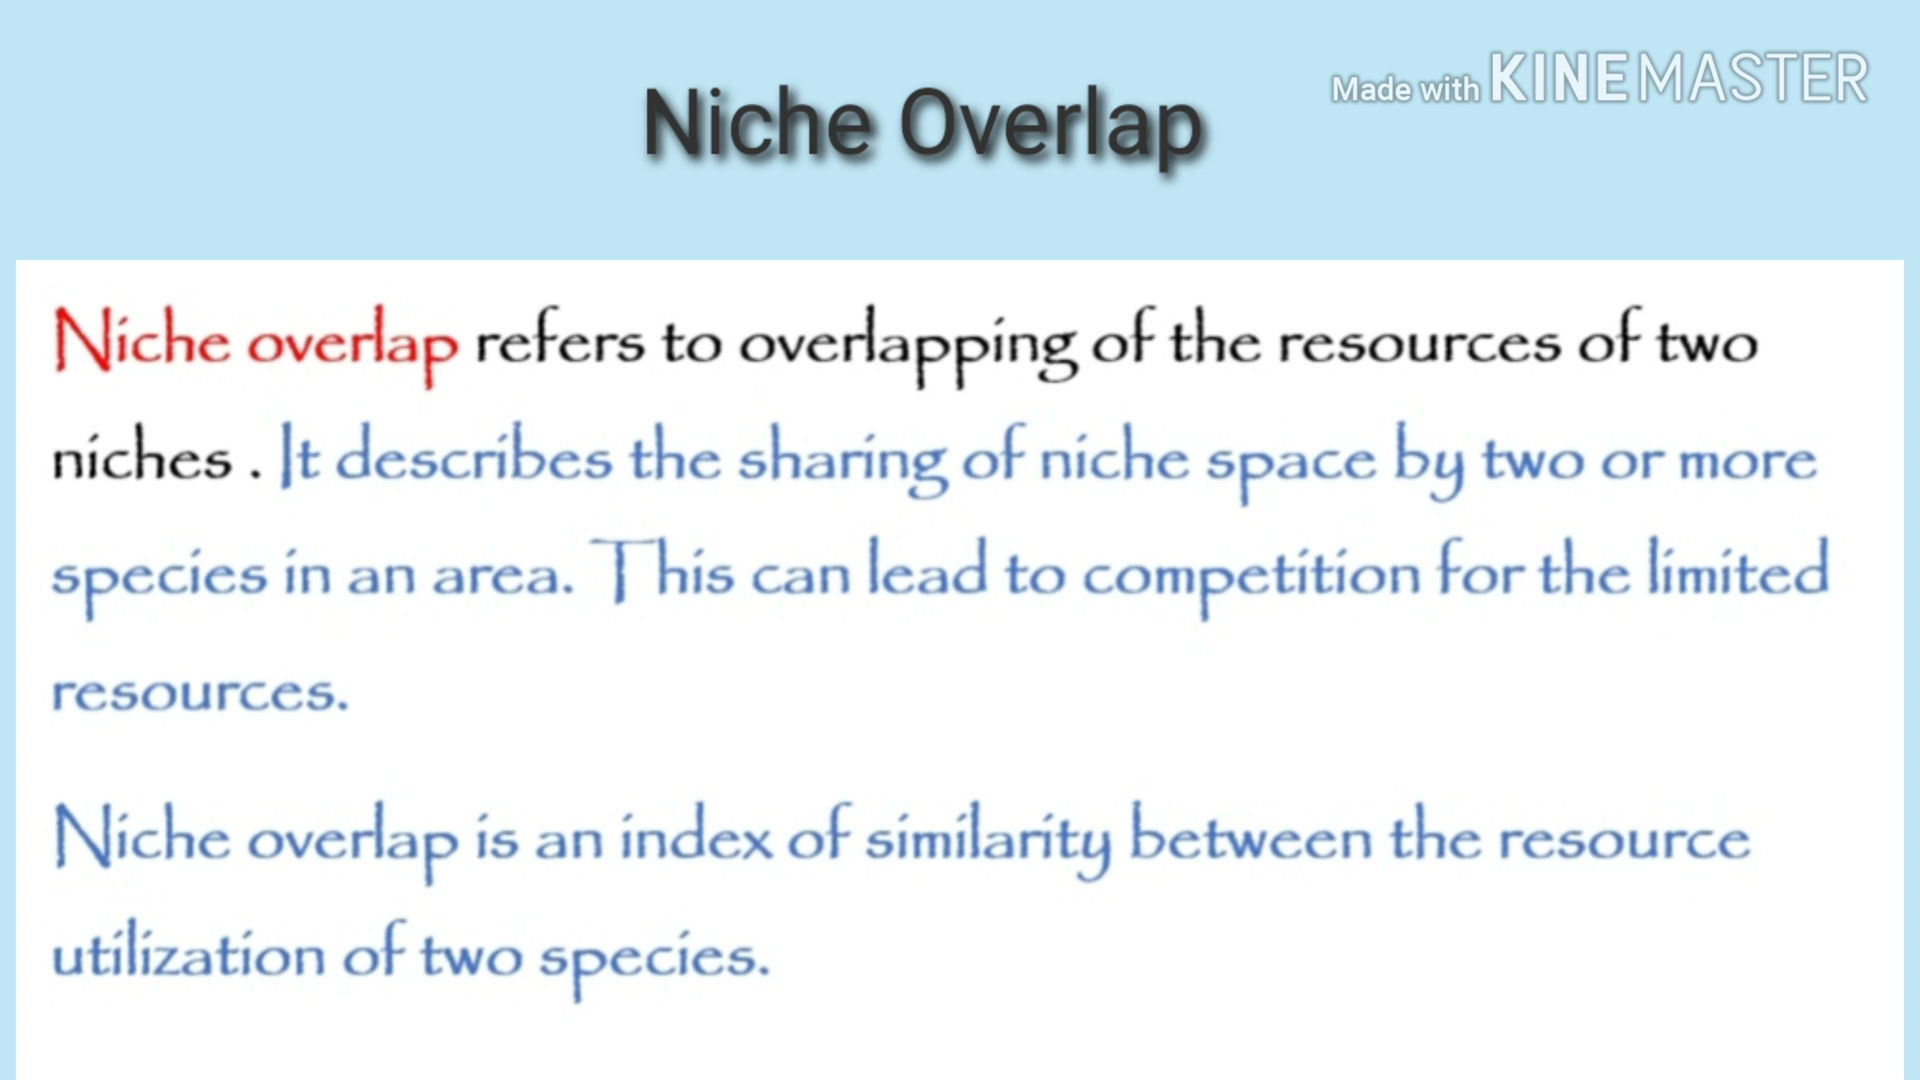 Made with KINEMASTER
Niche Overlap
Niche overlap refers to overlapping of the resources of two
niches . It describes the sharing of niche space by two or more
species in an area. This can lead to competition for the limited
resources.
Niche overlap is an index of similarity between the resource
utilization of two species.